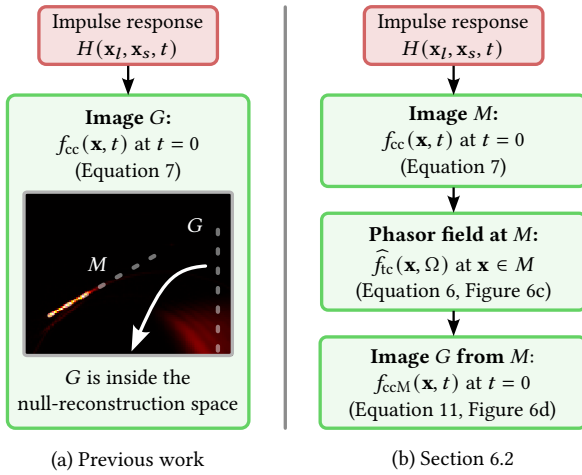 Impulse response
H(x_l, x_s, t)
Image G:
f_cc(x, t) at t = 0
(Equation 7)
G
M
G is inside the
null-reconstruction space
(a) Previous work
Impulse response
H(x_l, x_s, t)
Image M:
f_cc(x, t) at t = 0
(Equation 7)
Phasor field at M:
f̂_tc(x, Ω) at x ∈ M
(Equation 6, Figure 6c)
Image G from M:
f_ccM(x, t) at t = 0
(Equation 11, Figure 6d)
(b) Section 6.2